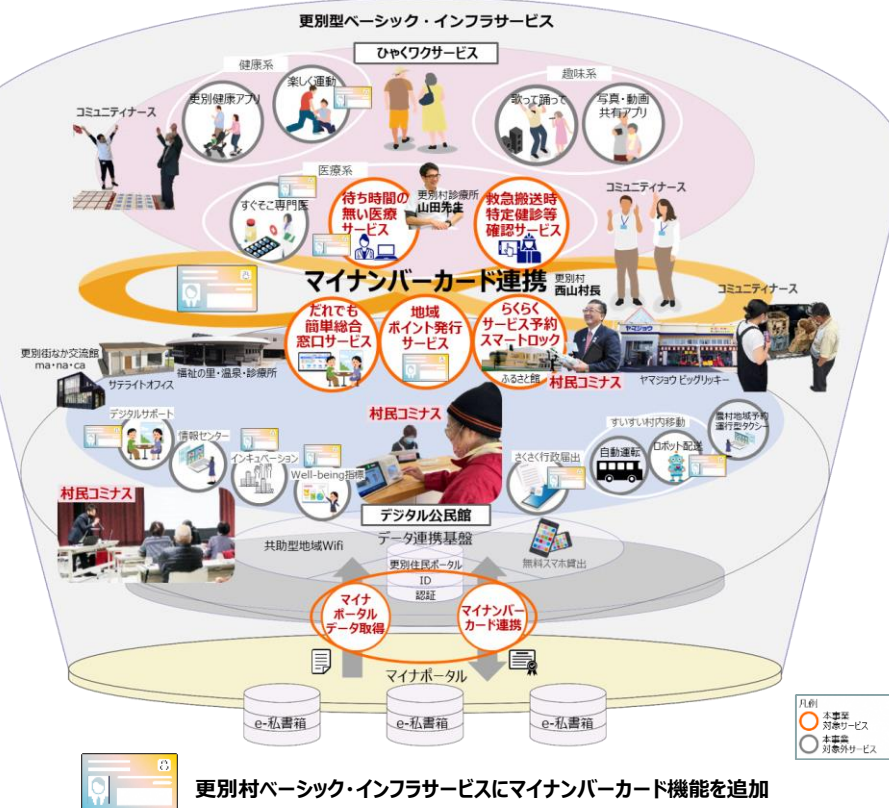 更別型ベーシック・インフラサービス
ひゃくワクサービス
健康系
趣味系
更別健康アプリ
楽しく運動
歌って踊って
写真・動画
共有アプリ
コミュニティナース
医療系
すぐそこ専門医
待ち時間の
無い医療
サービス
更別村診療所
山田先生
救急搬送時
特定健診等
確認サービス
コミュニティナース
マイナンバーカード連携
更別村
西山村長
コミュニティナース
だれでも
簡単総合
窓口サービス
地域
ポイント発行
サービス
らくらく
サービス予約
スマートロック
ヤマジョウ
更別街なか交流館
ma・na・ca
サテライトオフィス
福祉の里・温泉・診療所
ふるさと館
村民コミナス
ヤマジョウ ビッグリッキー
デジタルサポート
情報センター
インキュベーション
Well-being指標
村民コミナス
さくさく行政届出
すいすい村内移動
自動運転
ロボット配送
農村地域予約
運行型タクシー
村民コミナス
デジタル公民館
データ連携基盤
共助型地域Wifi
無料スマホ貸出
更別住民ポータル
ID
認証
マイナ
ポータル
データ取得
マイナンバー
カード連携
マイナポータル
e-私書箱
e-私書箱
e-私書箱
凡例
本事業
対象サービス
本事業
対象外サービス
更別村ベーシック・インフラサービスにマイナンバーカード機能を追加